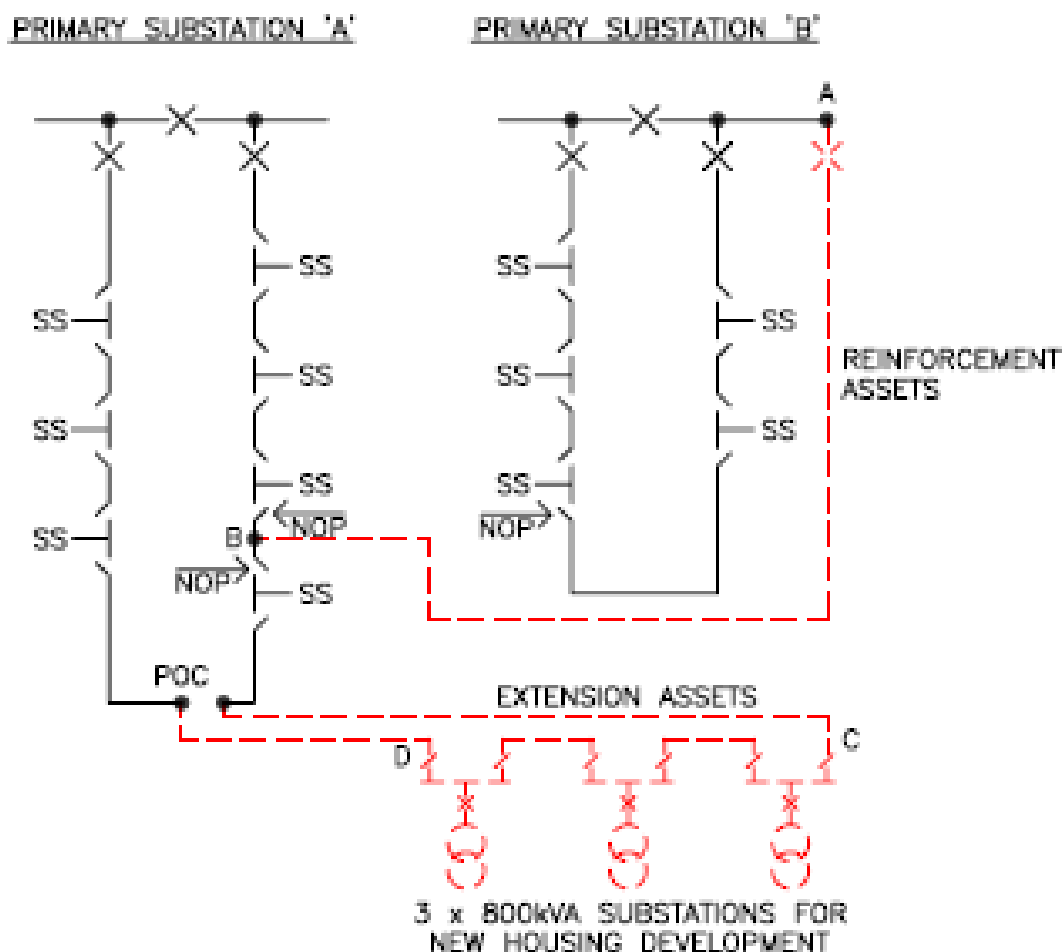 PRIMARY SUBSTATION 'A'
PRIMARY SUBSTATION 'B'
A
SS
SS
SS
SS
SS
SS
REINFORCEMENT
ASSETS
SS
SS
SS
SS
SS
SS
NOP
NOP
B
NOP
SS
POC
EXTENSION ASSETS
D
C
3 x 800kVA SUBSTATIONS FOR
NEW HOUSING DEVELOPMENT